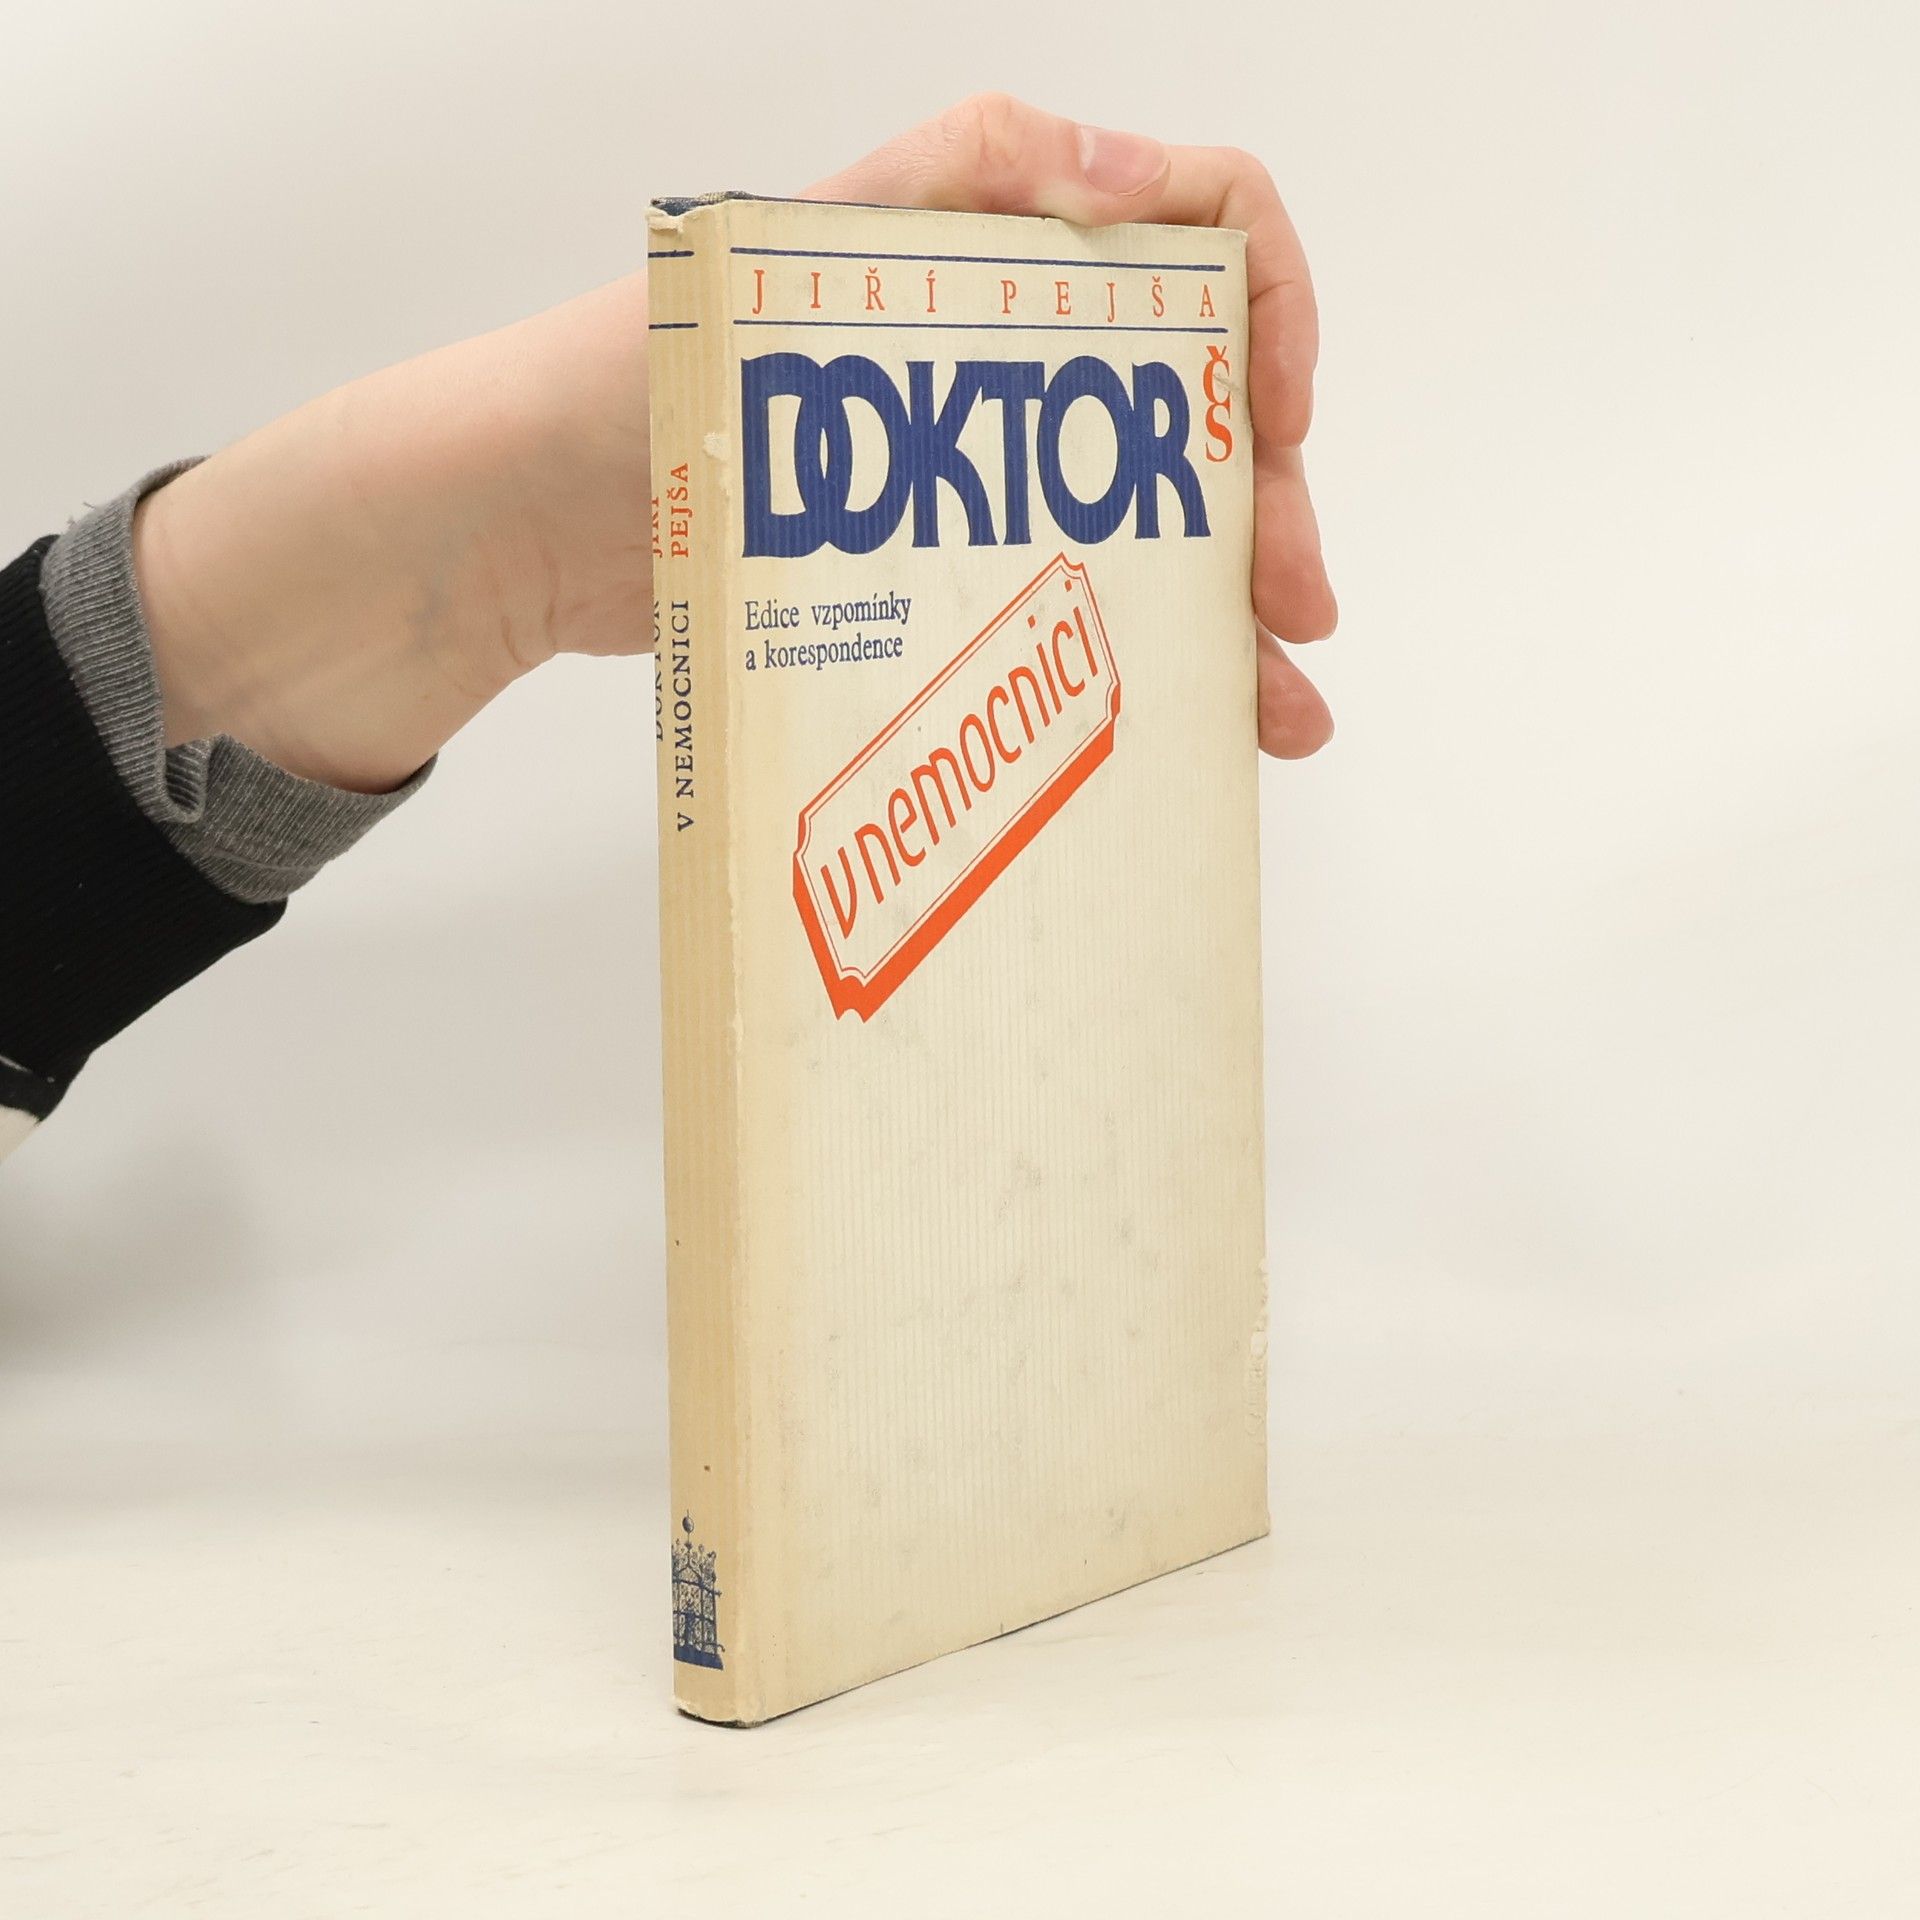 JIŘÍ PEJŠA
DOKTOR
ČS
Edice vzpomínky
a korespondence
v nemocnici
JIŘÍ
PEJŠA
DOKTOR
V NEMOCNICI